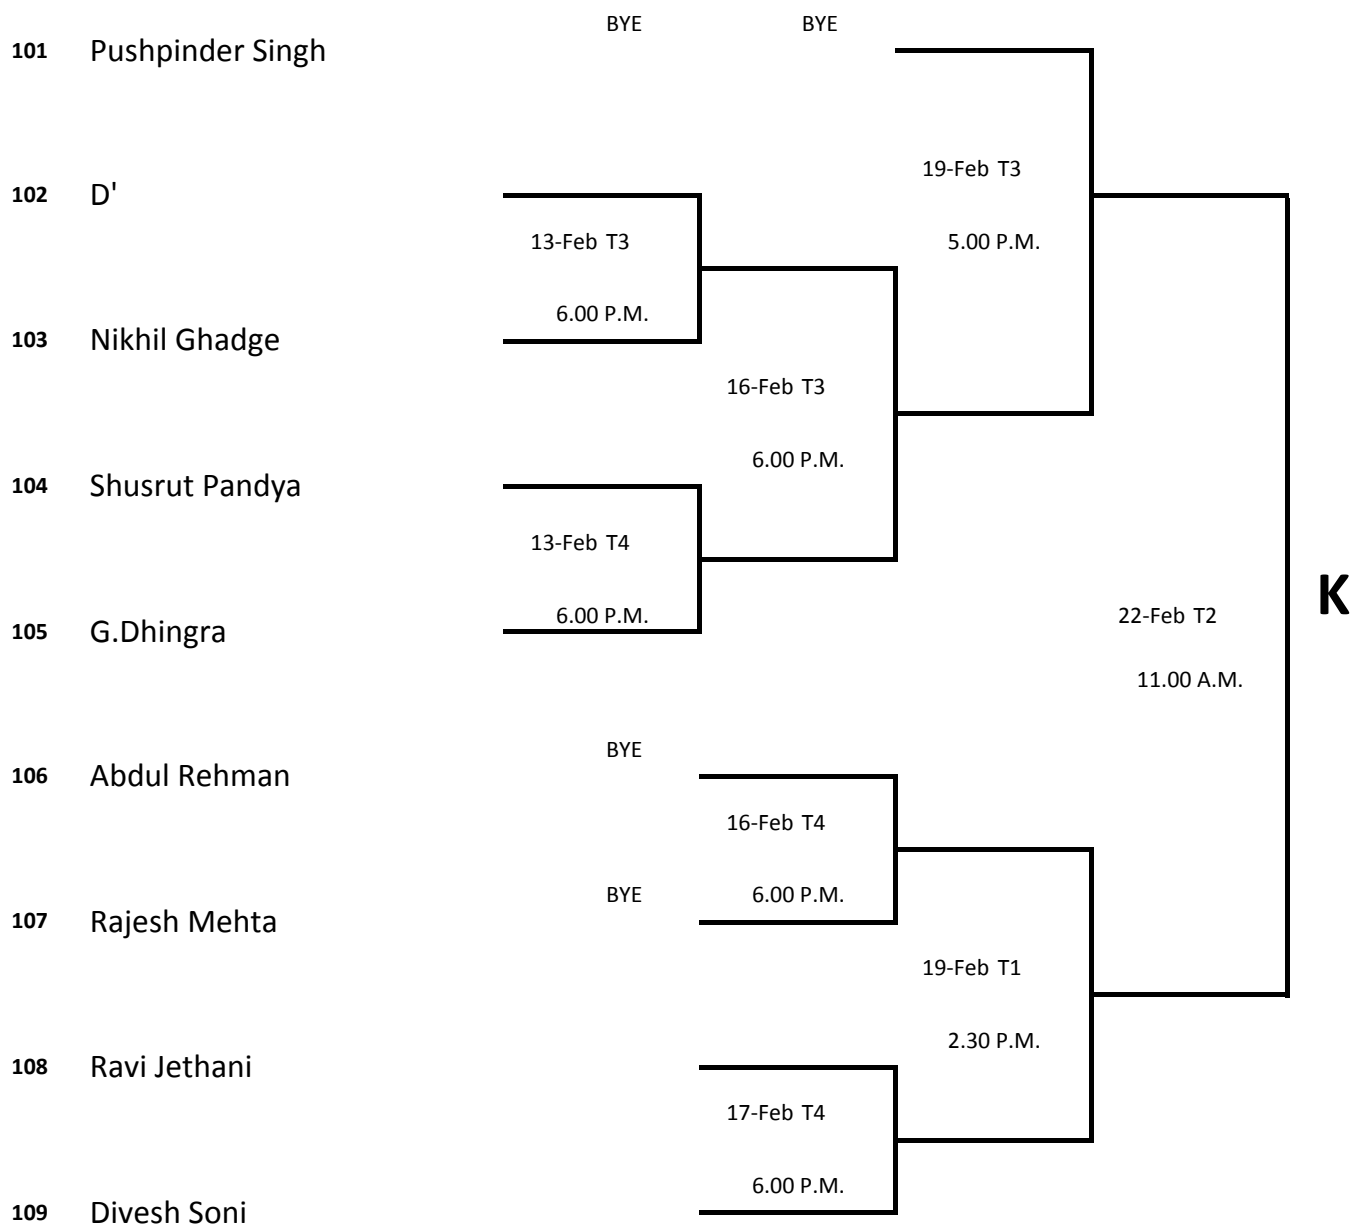 BYE BYE
101 Pushpinder Singh
19-Feb T3
102 D'
13-Feb T3 5.00 P.M.
6.00 P.M.
103 Nikhil Ghadge
16-Feb T3
6.00 P.M.
104 Shusrut Pandya
13-Feb T4
K
6.00 P.M. 22-Feb T2
105 G.Dhingra
11.00 A.M.
BYE
106 Abdul Rehman
16-Feb T4
BYE 6.00 P.M.
107 Rajesh Mehta
19-Feb T1
2.30 P.M.
108 Ravi Jethani
17-Feb T4
6.00 P.M.
109 Divesh Soni